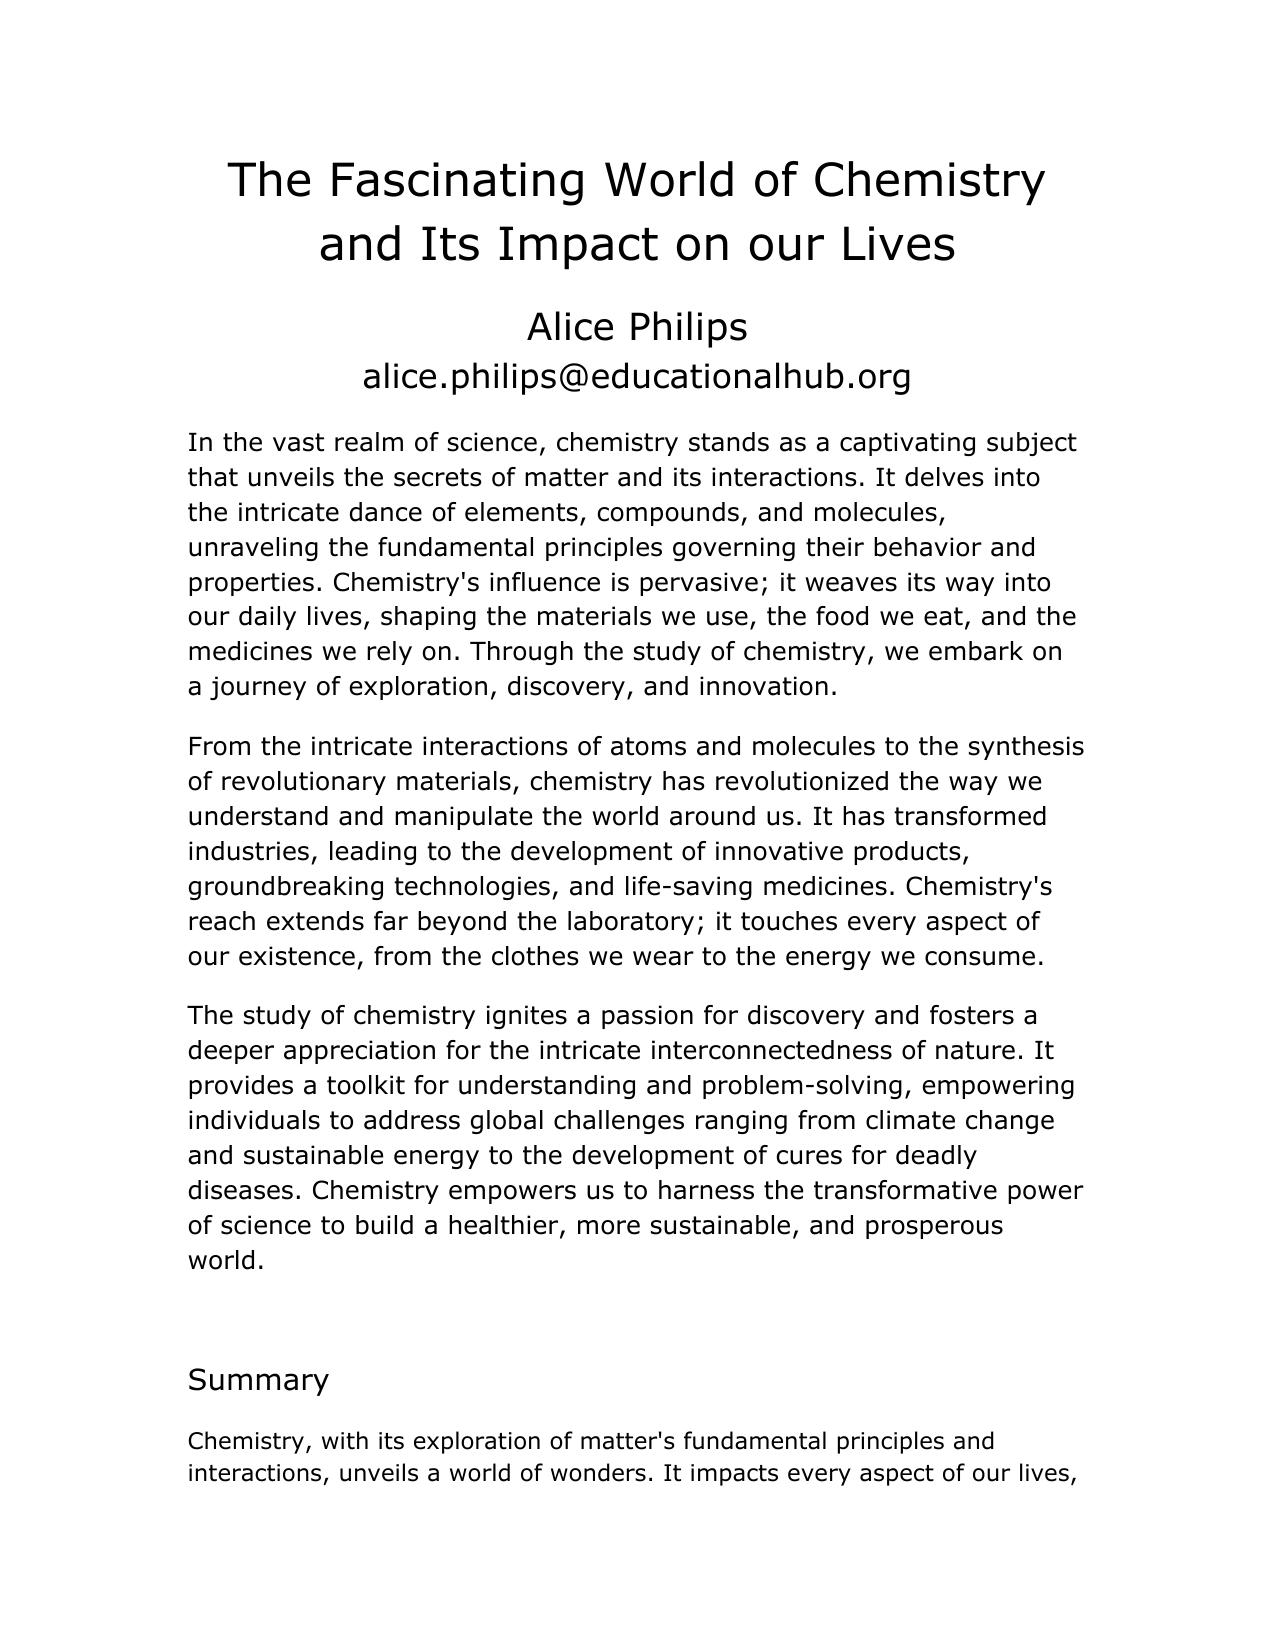 The Fascinating World of Chemistry
and Its Impact on our Lives
Alice Philips
alice.philips@educationalhub.org
In the vast realm of science, chemistry stands as a captivating subject
that unveils the secrets of matter and its interactions. It delves into
the intricate dance of elements, compounds, and molecules,
unraveling the fundamental principles governing their behavior and
properties. Chemistry's influence is pervasive; it weaves its way into
our daily lives, shaping the materials we use, the food we eat, and the
medicines we rely on. Through the study of chemistry, we embark on
a journey of exploration, discovery, and innovation.
From the intricate interactions of atoms and molecules to the synthesis
of revolutionary materials, chemistry has revolutionized the way we
understand and manipulate the world around us. It has transformed
industries, leading to the development of innovative products,
groundbreaking technologies, and life-saving medicines. Chemistry's
reach extends far beyond the laboratory; it touches every aspect of
our existence, from the clothes we wear to the energy we consume.
The study of chemistry ignites a passion for discovery and fosters a
deeper appreciation for the intricate interconnectedness of nature. It
provides a toolkit for understanding and problem-solving, empowering
individuals to address global challenges ranging from climate change
and sustainable energy to the development of cures for deadly
diseases. Chemistry empowers us to harness the transformative power
of science to build a healthier, more sustainable, and prosperous
world.
Summary
Chemistry, with its exploration of matter's fundamental principles and
interactions, unveils a world of wonders. It impacts every aspect of our lives,